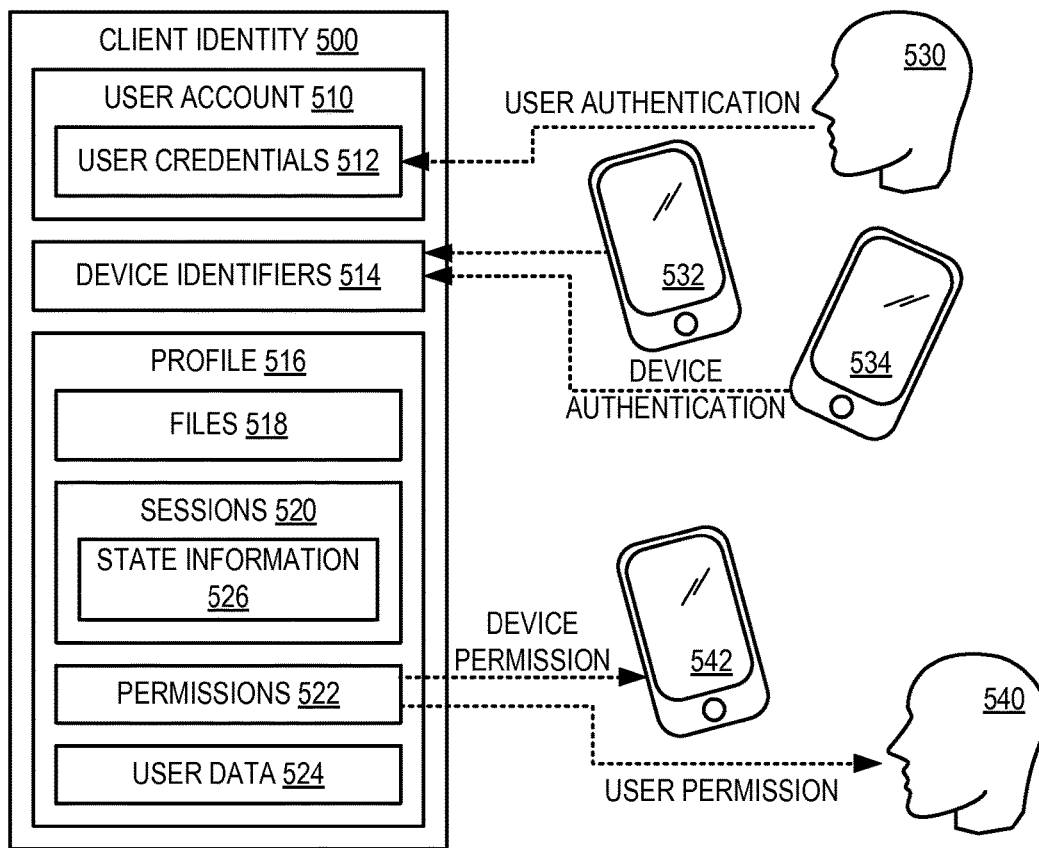 CLIENT IDENTITY 500
USER ACCOUNT 510
USER CREDENTIALS 512
DEVICE IDENTIFIERS 514
PROFILE 516
FILES 518
SESSIONS 520
STATE INFORMATION
526
PERMISSIONS 522
USER DATA 524
USER AUTHENTICATION
530
532
534
DEVICE
AUTHENTICATION
DEVICE
PERMISSION
542
540
USER PERMISSION